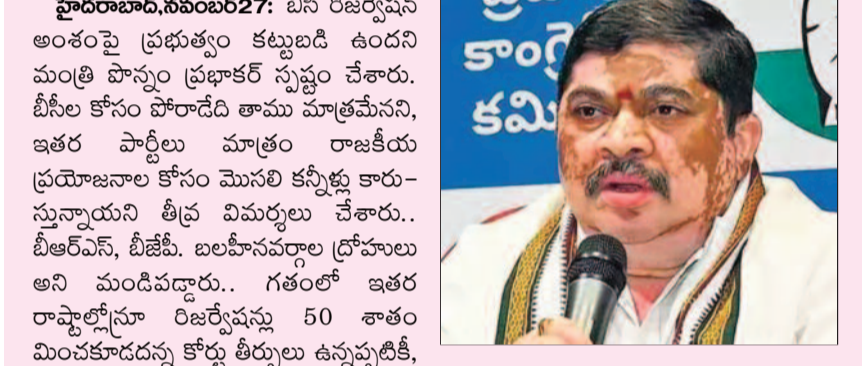 హైదరాబాద్,నవంబర్27: బీసీ రిజర్వేషన్
అంశంపై ప్రభుత్వం కట్టుబడి ఉందని
మంత్రి పొన్నం ప్రభాకర్ స్పష్టం చేశారు.
బీసీల కోసం పోరాడేది తాము మాత్రమేనని,
ఇతర పార్టీలు మాత్రం రాజకీయ
ప్రయోజనాల కోసం మొసలి కన్నీళ్లు కారు-
స్తున్నాయని తీవ్ర విమర్శలు చేశారు..
బీఆర్ఎస్, బీజేపీ. బలహీనవర్గాల ద్రోహులు
అని మండిపడ్డారు.. గతంలో ఇతర
రాష్టాల్లోనూ రిజర్వేషన్లు 50 శాతం
మించకూడదన్న కోర్టు తీర్పులు ఉన్నప్పటికీ,